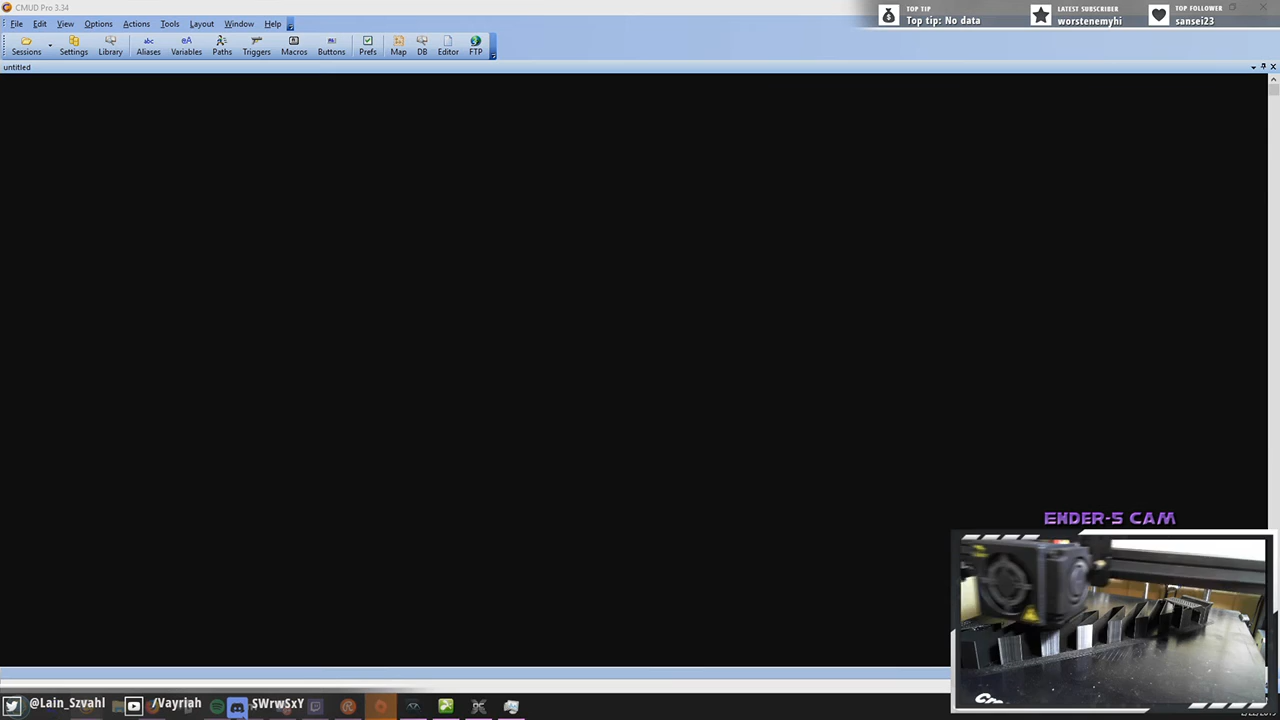 CMUD Pro 3.34
File Edit View Options Actions Tools Layout Window Help
Sessions Settings Library Aliases Variables Paths Triggers Macros Buttons Prefs Map DB Editor FTP
untitled
TOP TIP
Top tip: No data
LATEST SUBSCRIBER
worstenemyhi
TOP FOLLOWER
sansei23
ENDER-5 CAM
@Lain_Szvahl
/Vayriah
SWrwSxY